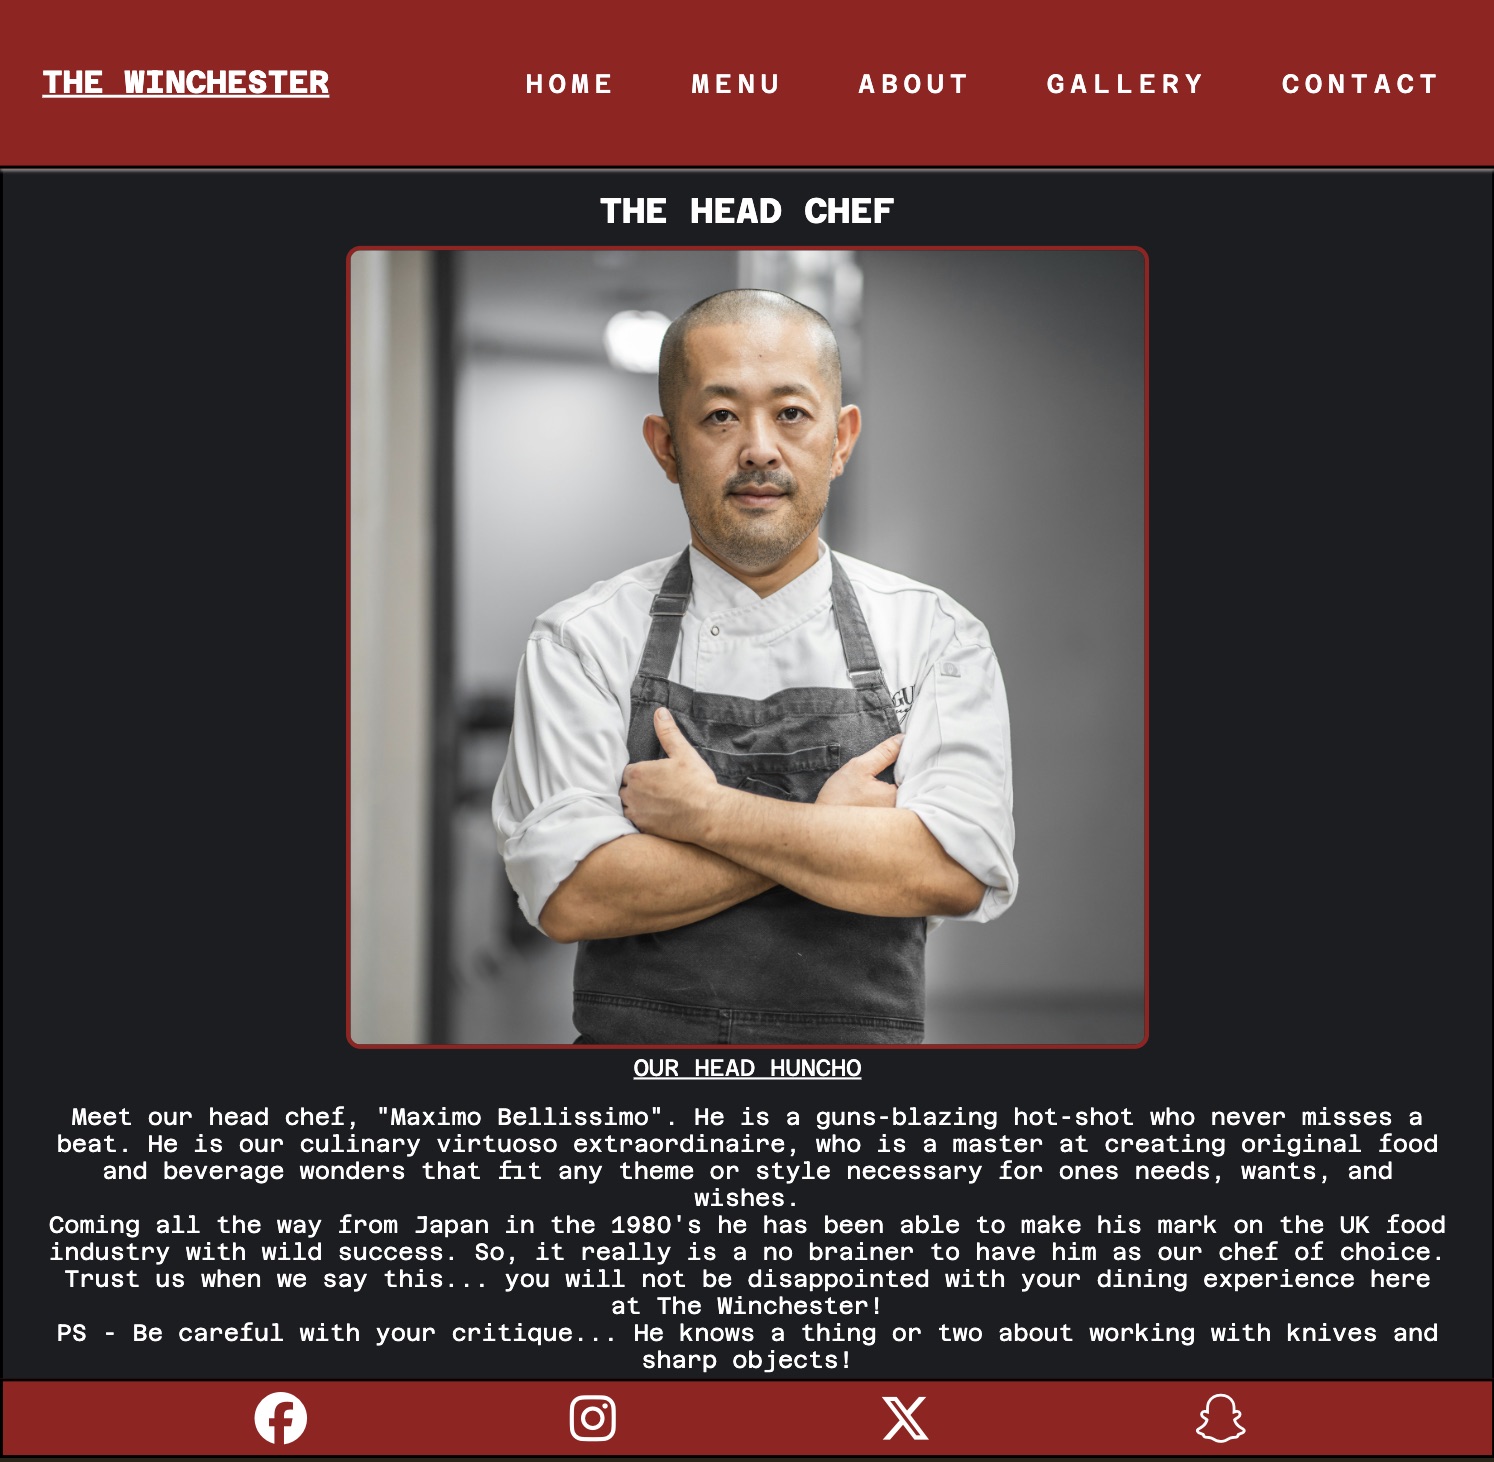 THE WINCHESTER
HOME MENU ABOUT GALLERY CONTACT
THE HEAD CHEF
GU
OUR HEAD HUNCHO
Meet our head chef, "Maximo Bellissimo". He is a guns-blazing hot-shot who never misses a
beat. He is our culinary virtuoso extraordinaire, who is a master at creating original food
and beverage wonders that fit any theme or style necessary for ones needs, wants, and
wishes.
Coming all the way from Japan in the 1980's he has been able to make his mark on the UK food
industry with wild success. So, it really is a no brainer to have him as our chef of choice.
Trust us when we say this... you will not be disappointed with your dining experience here
at The Winchester!
PS - Be careful with your critique... He knows a thing or two about working with knives and
sharp objects!